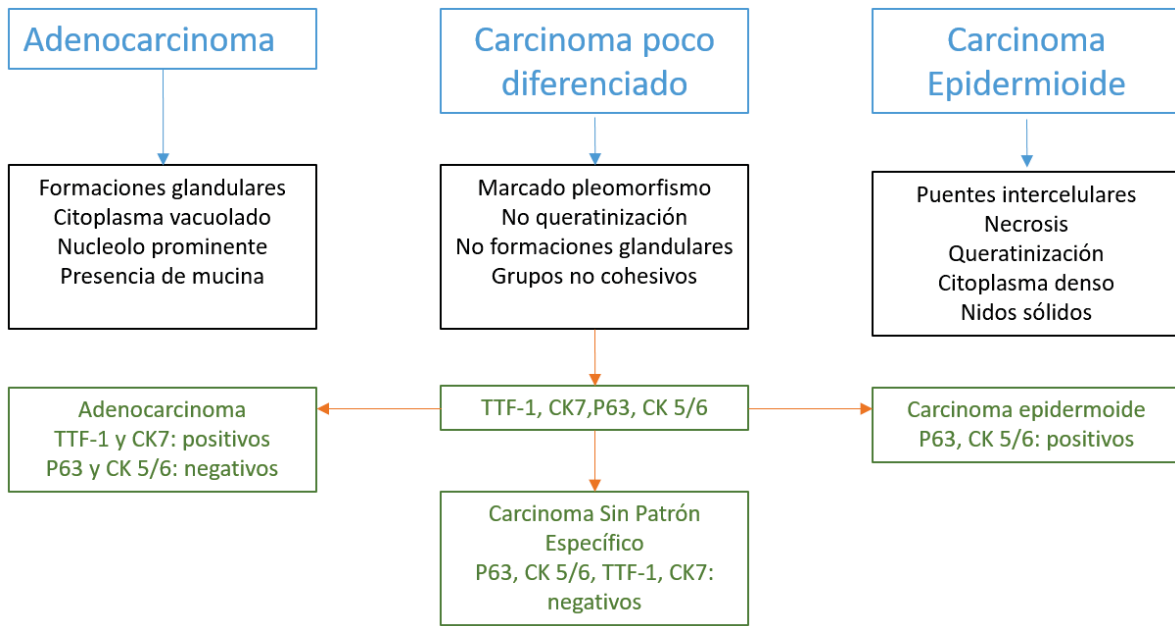 Adenocarcinoma
Carcinoma poco
diferenciado
Carcinoma
Epidermioide
Formaciones glandulares
Citoplasma vacuolado
Nucleolo prominente
Presencia de mucina
Marcado pleomorfismo
No queratinización
No formaciones glandulares
Grupos no cohesivos
Puentes intercelulares
Necrosis
Queratinización
Citoplasma denso
Nidos sólidos
Adenocarcinoma
TTF-1 y CK7: positivos
P63 y CK 5/6: negativos
TTF-1, CK7,P63, CK 5/6
Carcinoma epidermoide
P63, CK 5/6: positivos
Carcinoma Sin Patrón
Específico
P63, CK 5/6, TTF-1, CK7:
negativos